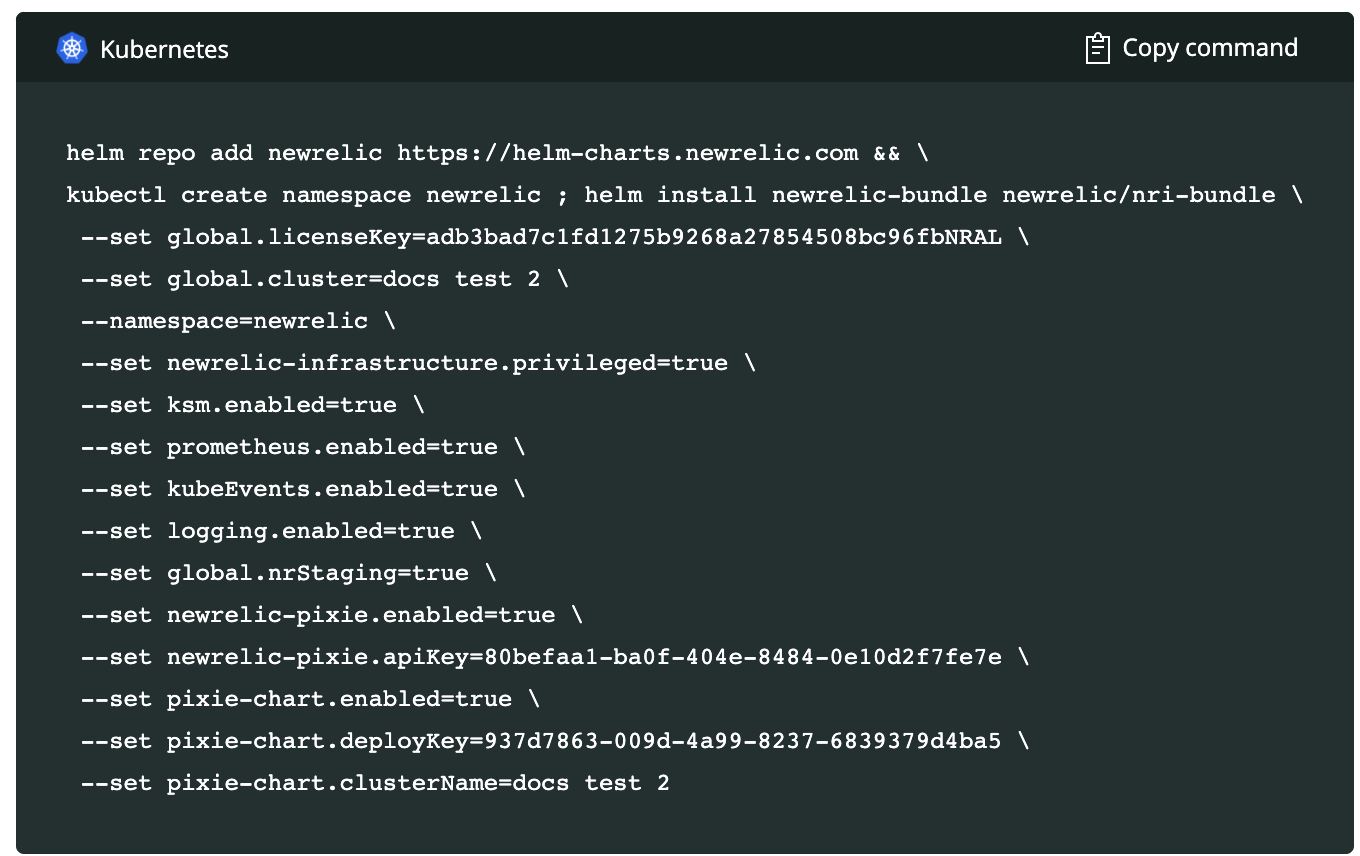 Kubernetes
Copy command
helm repo add newrelic https://helm-charts.newrelic.com && \
kubectl create namespace newrelic ; helm install newrelic-bundle newrelic/nri-bundle \
--set global.licenseKey=adb3bad7c1fd1275b9268a27854508bc96fbNRAL \
--set global.cluster=docs test 2 \
--namespace=newrelic \
--set newrelic-infrastructure.privileged=true \
--set ksm.enabled=true \
--set prometheus.enabled=true \
--set kubeEvents.enabled=true \
--set logging.enabled=true \
--set global.nrStaging=true \
--set newrelic-pixie.enabled=true \
--set newrelic-pixie.apiKey=80befaa1-ba0f-404e-8484-0e10d2f7fe7e \
--set pixie-chart.enabled=true \
--set pixie-chart.deployKey=937d7863-009d-4a99-8237-6839379d4ba5 \
--set pixie-chart.clusterName=docs test 2